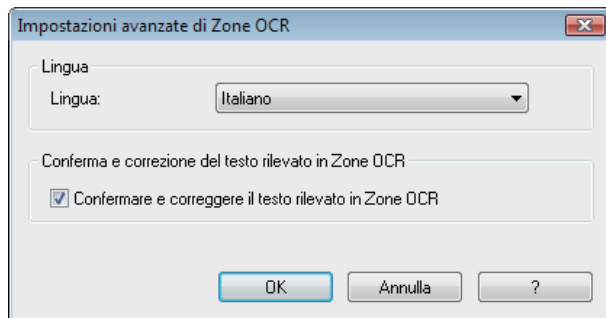 Impostazioni avanzate di Zone OCR
Lingua
Lingua: Italiano
Conferma e correzione del testo rilevato in Zone OCR
Confermare e correggere il testo rilevato in Zone OCR
OK Annulla ?